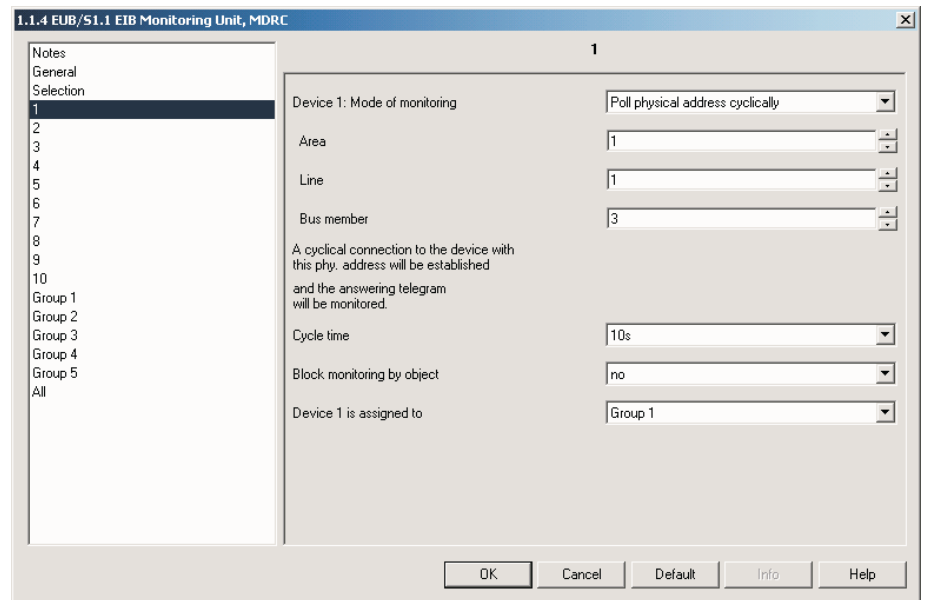 1.1.4 EUB/S1.1 EIB Monitoring Unit, MDRC
Notes
General
Selection
1
2
3
4
5
6
7
8
9
10
Group 1
Group 2
Group 3
Group 4
Group 5
All
1
Device 1: Mode of monitoring
Poll physical address cyclically
Area
1
Line
1
Bus member
3
A cyclical connection to the device with
this phy. address will be established
and the answering telegram
will be monitored.
Cycle time
10s
Block monitoring by object
no
Device 1 is assigned to
Group 1
OK
Cancel
Default
Info
Help